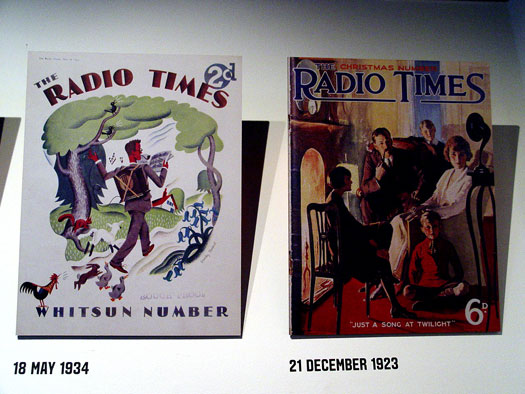 THE
RADIO TIMES
2d
WHITSUN NUMBER
18 MAY 1934
THE CHRISTMAS NUMBER
RADIO TIMES
6D
"JUST A SONG AT TWILIGHT"
21 DECEMBER 1923